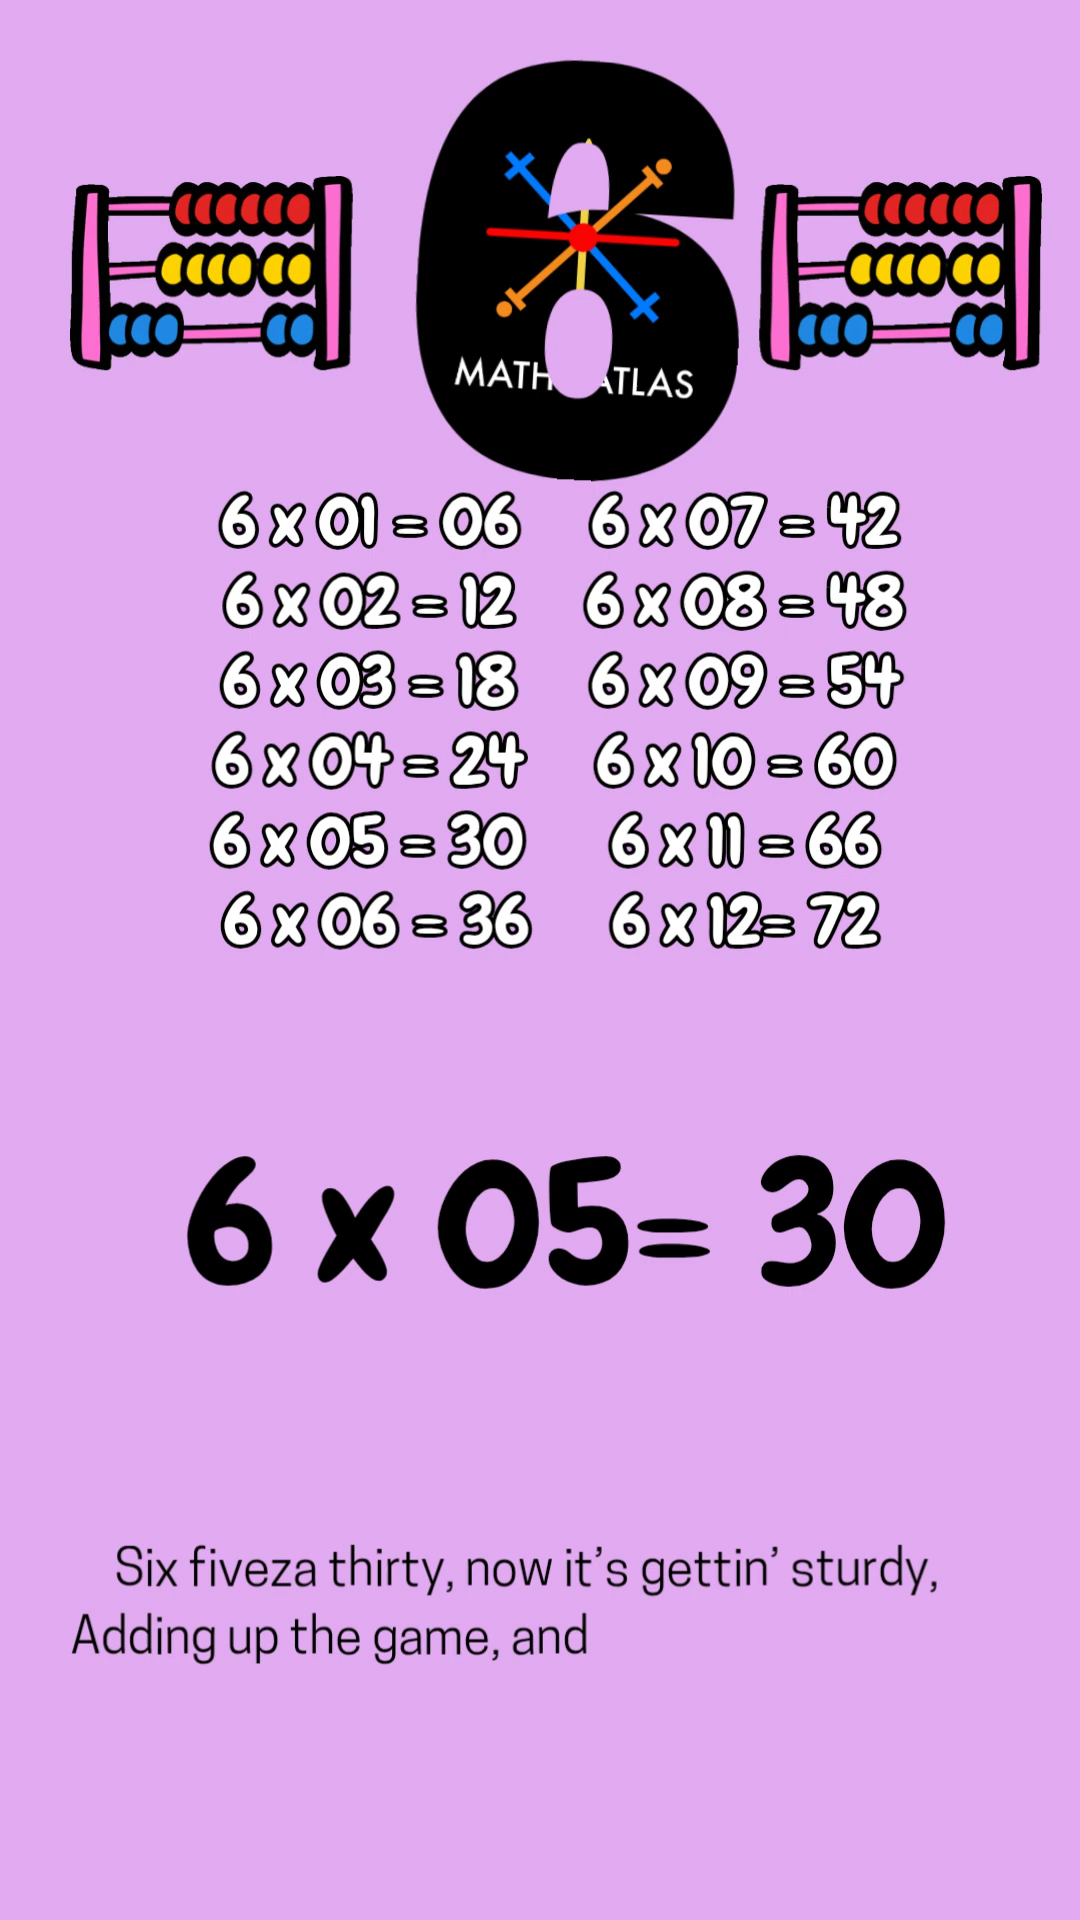 MATH ATLAS
6 x 01 = 06
6 x 02 = 12
6 x 03 = 18
6 x 04 = 24
6 x 05 = 30
6 x 06 = 36
6 x 07 = 42
6 x 08 = 48
6 x 09 = 54
6 x 10 = 60
6 x 11 = 66
6 x 12= 72
6 x 05= 30
Six fiveza thirty, now it’s gettin’ sturdy,
Adding up the game, and